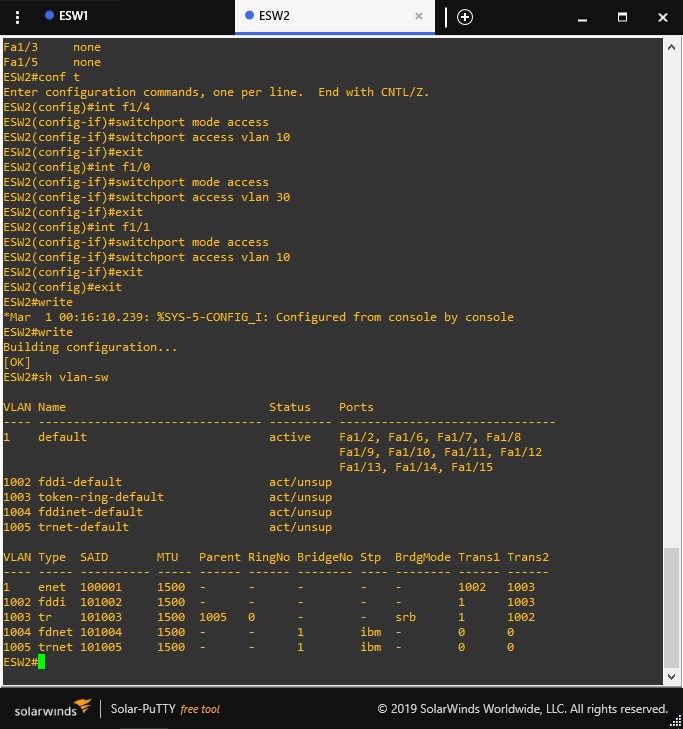 ESW1
ESW2
Fa1/3     none
Fa1/5     none
ESW2#conf t
Enter configuration commands, one per line.  End with CNTL/Z.
ESW2(config)#int f1/4
ESW2(config-if)#switchport mode access
ESW2(config-if)#switchport access vlan 10
ESW2(config-if)#exit
ESW2(config)#int f1/0
ESW2(config-if)#switchport mode access
ESW2(config-if)#switchport access vlan 30
ESW2(config-if)#exit
ESW2(config)#int f1/1
ESW2(config-if)#switchport mode access
ESW2(config-if)#switchport access vlan 10
ESW2(config-if)#exit
ESW2(config)#exit
ESW2#write
*Mar  1 00:16:10.239: %SYS-5-CONFIG_I: Configured from console by console
ESW2#write
Building configuration...
[OK]
ESW2#sh vlan-sw
VLAN Name                             Status    Ports
---- -------------------------------- --------- -------------------------------
1    default                          active    Fa1/2, Fa1/6, Fa1/7, Fa1/8
                                                Fa1/9, Fa1/10, Fa1/11, Fa1/12
                                                Fa1/13, Fa1/14, Fa1/15
1002 fddi-default                     act/unsup
1003 token-ring-default               act/unsup
1004 fddinet-default                  act/unsup
1005 trnet-default                    act/unsup
VLAN Type  SAID       MTU   Parent RingNo BridgeNo Stp  BrdgMode Trans1 Trans2
---- ----- ---------- ----- ------ ------ -------- ---- -------- ------ ------
1    enet  100001     1500  -      -      -        -    -        1002   1003
1002 fddi  101002     1500  -      -      -        -    -        1      1003
1003 tr    101003     1500  1005   0      -        -    srb      1      1002
1004 fdnet 101004     1500  -      -      1        ibm  -        0      0
1005 trnet 101005     1500  -      -      1        ibm  -        0      0
ESW2#
solarwinds | Solar-PuTTY free tool
© 2019 SolarWinds Worldwide, LLC. All rights reserved.